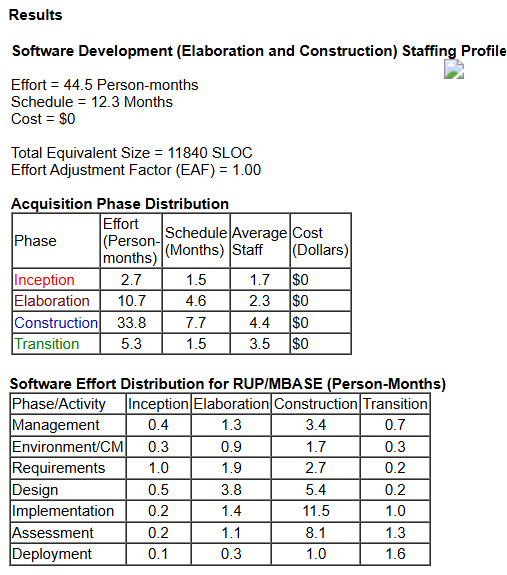 Results
Software Development (Elaboration and Construction) Staffing Profile
Effort = 44.5 Person-months
Schedule = 12.3 Months
Cost = $0
Total Equivalent Size = 11840 SLOC
Effort Adjustment Factor (EAF) = 1.00
Acquisition Phase Distribution
Phase Effort (Person-months) Schedule (Months) Average Staff Cost (Dollars)
Inception 2.7 1.5 1.7 $0
Elaboration 10.7 4.6 2.3 $0
Construction 33.8 7.7 4.4 $0
Transition 5.3 1.5 3.5 $0
Software Effort Distribution for RUP/MBASE (Person-Months)
Phase/Activity Inception Elaboration Construction Transition
Management 0.4 1.3 3.4 0.7
Environment/CM 0.3 0.9 1.7 0.3
Requirements 1.0 1.9 2.7 0.2
Design 0.5 3.8 5.4 0.2
Implementation 0.2 1.4 11.5 1.0
Assessment 0.2 1.1 8.1 1.3
Deployment 0.1 0.3 1.0 1.6